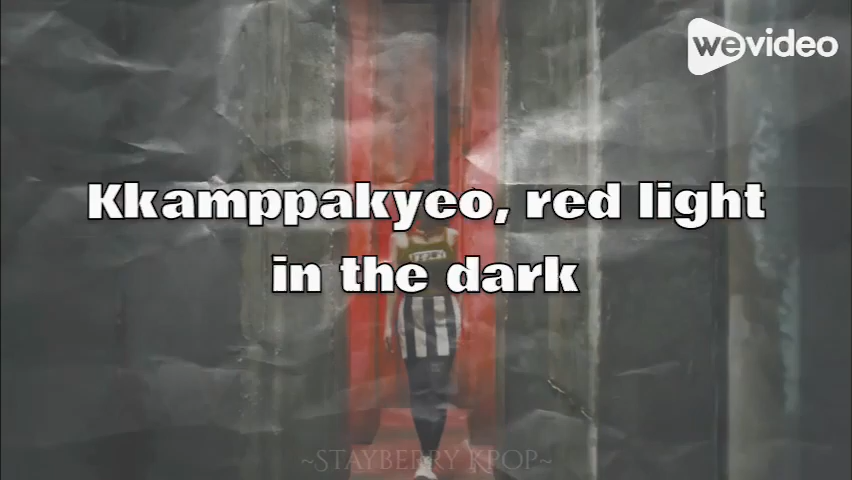 wevideo
Kkamppakyeo, red light
in the dark
~STAYBERRY KPOP~